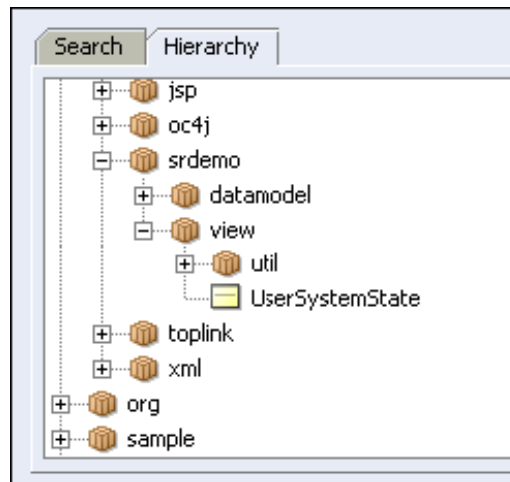 Search Hierarchy
jsp
oc4j
srdemo
datamodel
view
util
UserSystemState
toplink
xml
org
sample